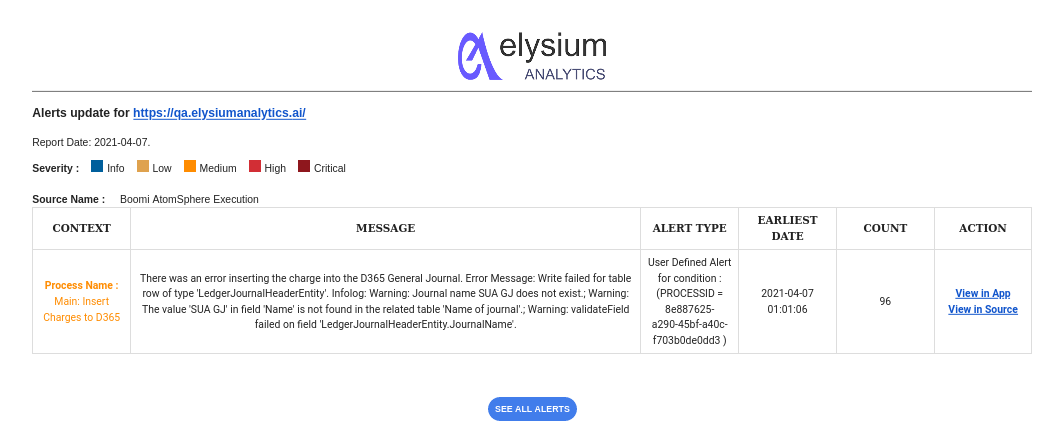 elysium
ANALYTICS
Alerts update for https://qa.elysiumanalytics.ai/
Report Date: 2021-04-07.
Severity : Info Low Medium High Critical
Source Name : Boomi AtomSphere Execution
CONTEXT MESSAGE ALERT TYPE EARLIEST DATE COUNT ACTION
Process Name :
Main: Insert
Charges to D365
There was an error inserting the charge into the D365 General Journal. Error Message: Write failed for table
row of type 'LedgerJournalHeaderEntity'. Infolog: Warning: Journal name SUA GJ does not exist.; Warning:
The value 'SUA GJ' in field 'Name' is not found in the related table 'Name of journal'.; Warning: validateField
failed on field 'LedgerJournalHeaderEntity.JournalName'.
User Defined Alert
for condition :
(PROCESSID =
8e887625-
a290-45bf-a40c-
f703b0de0dd3 )
2021-04-07
01:01:06
96
View in App
View in Source
SEE ALL ALERTS